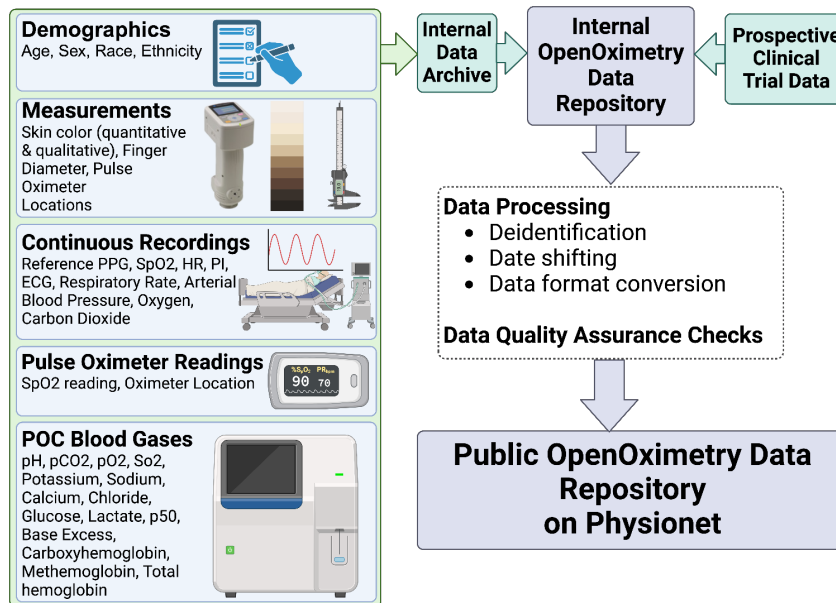 Demographics
Age, Sex, Race, Ethnicity
Measurements
Skin color (quantitative
& qualitative), Finger
Diameter, Pulse
Oximeter
Locations
Continuous Recordings
Reference PPG, SpO2, HR, PI,
ECG, Respiratory Rate, Arterial
Blood Pressure, Oxygen,
Carbon Dioxide
Pulse Oximeter Readings
SpO2 reading, Oximeter Location
%SpO2 PRbpm
90 70
POC Blood Gases
pH, pCO2, pO2, So2,
Potassium, Sodium,
Calcium, Chloride,
Glucose, Lactate, p50,
Base Excess,
Carboxyhemoglobin,
Methemoglobin, Total
hemoglobin
Internal
Data
Archive
Internal
OpenOximetry
Data
Repository
Prospective
Clinical
Trial Data
Data Processing
• Deidentification
• Date shifting
• Data format conversion
Data Quality Assurance Checks
Public OpenOximetry Data
Repository
on Physionet